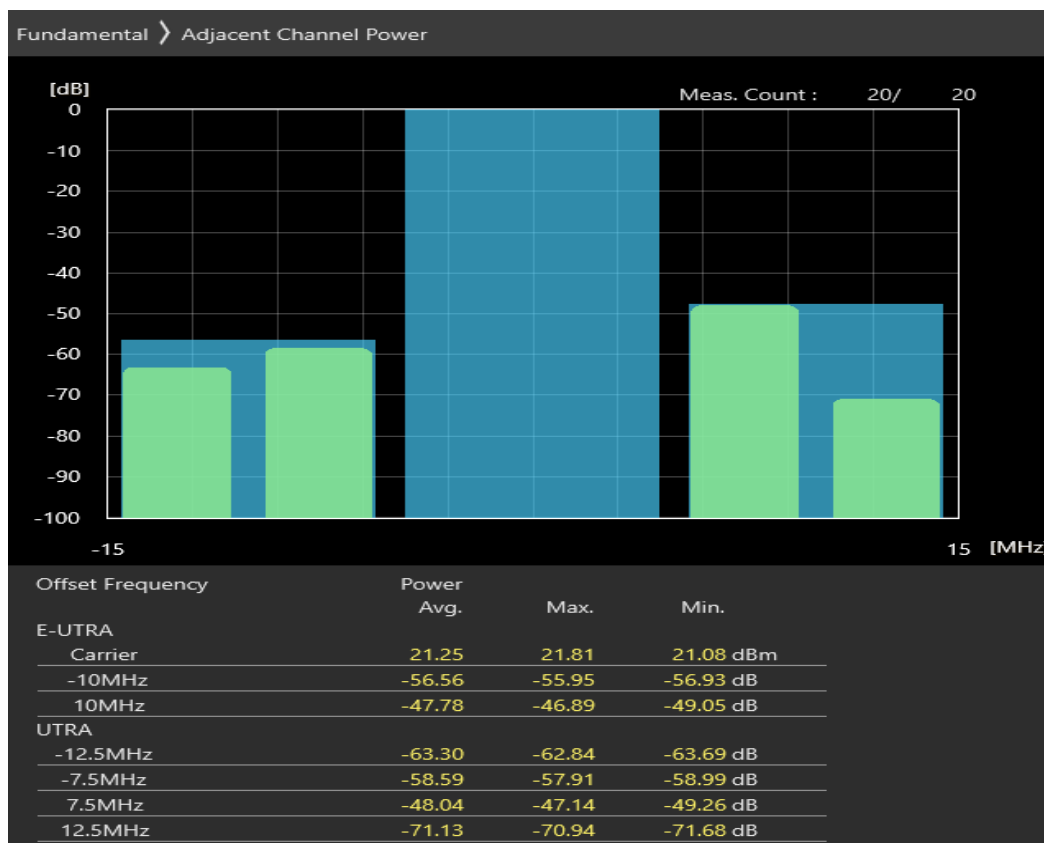 Fundamental 〉 Adjacent Channel Power
[dB]
Meas. Count : 20/ 20
0
-10
-20
-30
-40
-50
-60
-70
-80
-90
-100
-15 15 [MHz
Offset Frequency Power
Avg. Max. Min.
E-UTRA
Carrier 21.25 21.81 21.08 dBm
-10MHz -56.56 -55.95 -56.93 dB
10MHz -47.78 -46.89 -49.05 dB
UTRA
-12.5MHz -63.30 -62.84 -63.69 dB
-7.5MHz -58.59 -57.91 -58.99 dB
7.5MHz -48.04 -47.14 -49.26 dB
12.5MHz -71.13 -70.94 -71.68 dB